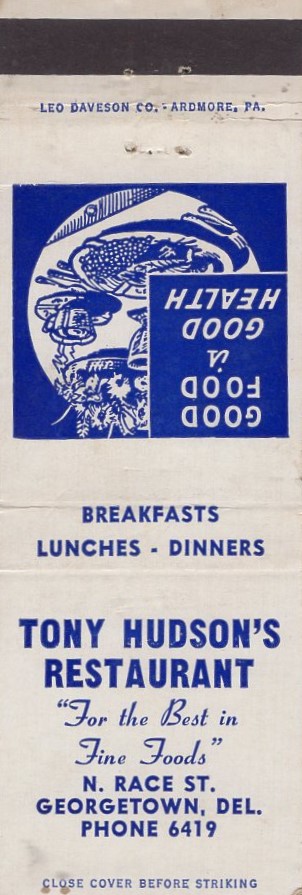 LEO DAVESON CO. - ARDMORE, PA.
GOOD
FOOD
is
GOOD
HEALTH
BREAKFASTS
LUNCHES - DINNERS
TONY HUDSON'S
RESTAURANT
"For the Best in
Fine Foods"
N. RACE ST.
GEORGETOWN, DEL.
PHONE 6419
CLOSE COVER BEFORE STRIKING